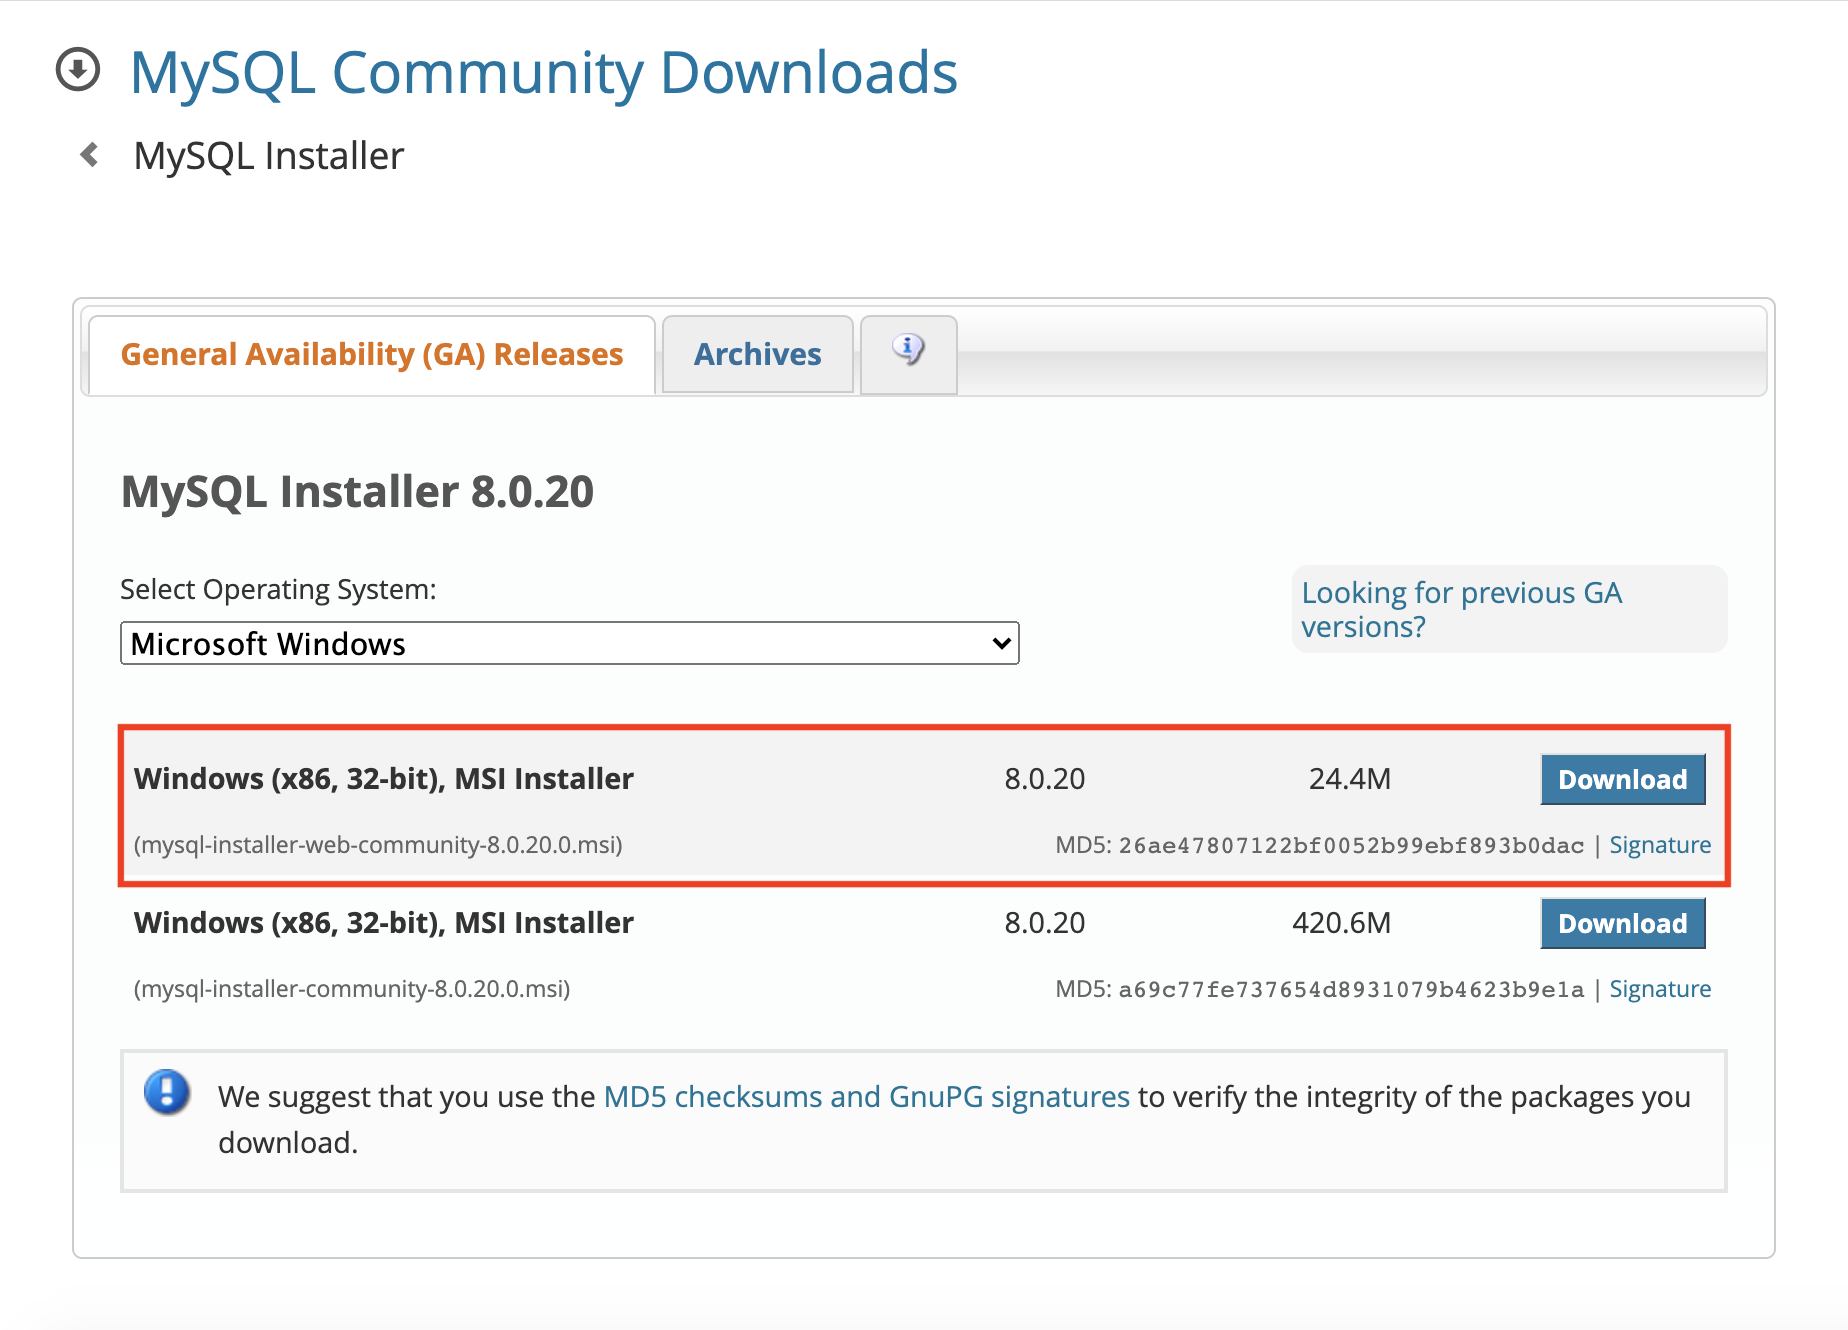 MySQL Community Downloads
MySQL Installer
General Availability (GA) Releases
Archives
MySQL Installer 8.0.20
Select Operating System:
Microsoft Windows
Looking for previous GA
versions?
Windows (x86, 32-bit), MSI Installer 8.0.20 24.4M Download
(mysql-installer-web-community-8.0.20.0.msi) MD5: 26ae47807122bf0052b99ebf893b0dac | Signature
Windows (x86, 32-bit), MSI Installer 8.0.20 420.6M Download
(mysql-installer-community-8.0.20.0.msi) MD5: a69c77fe737654d8931079b4623b9e1a | Signature
We suggest that you use the MD5 checksums and GnuPG signatures to verify the integrity of the packages you
download.